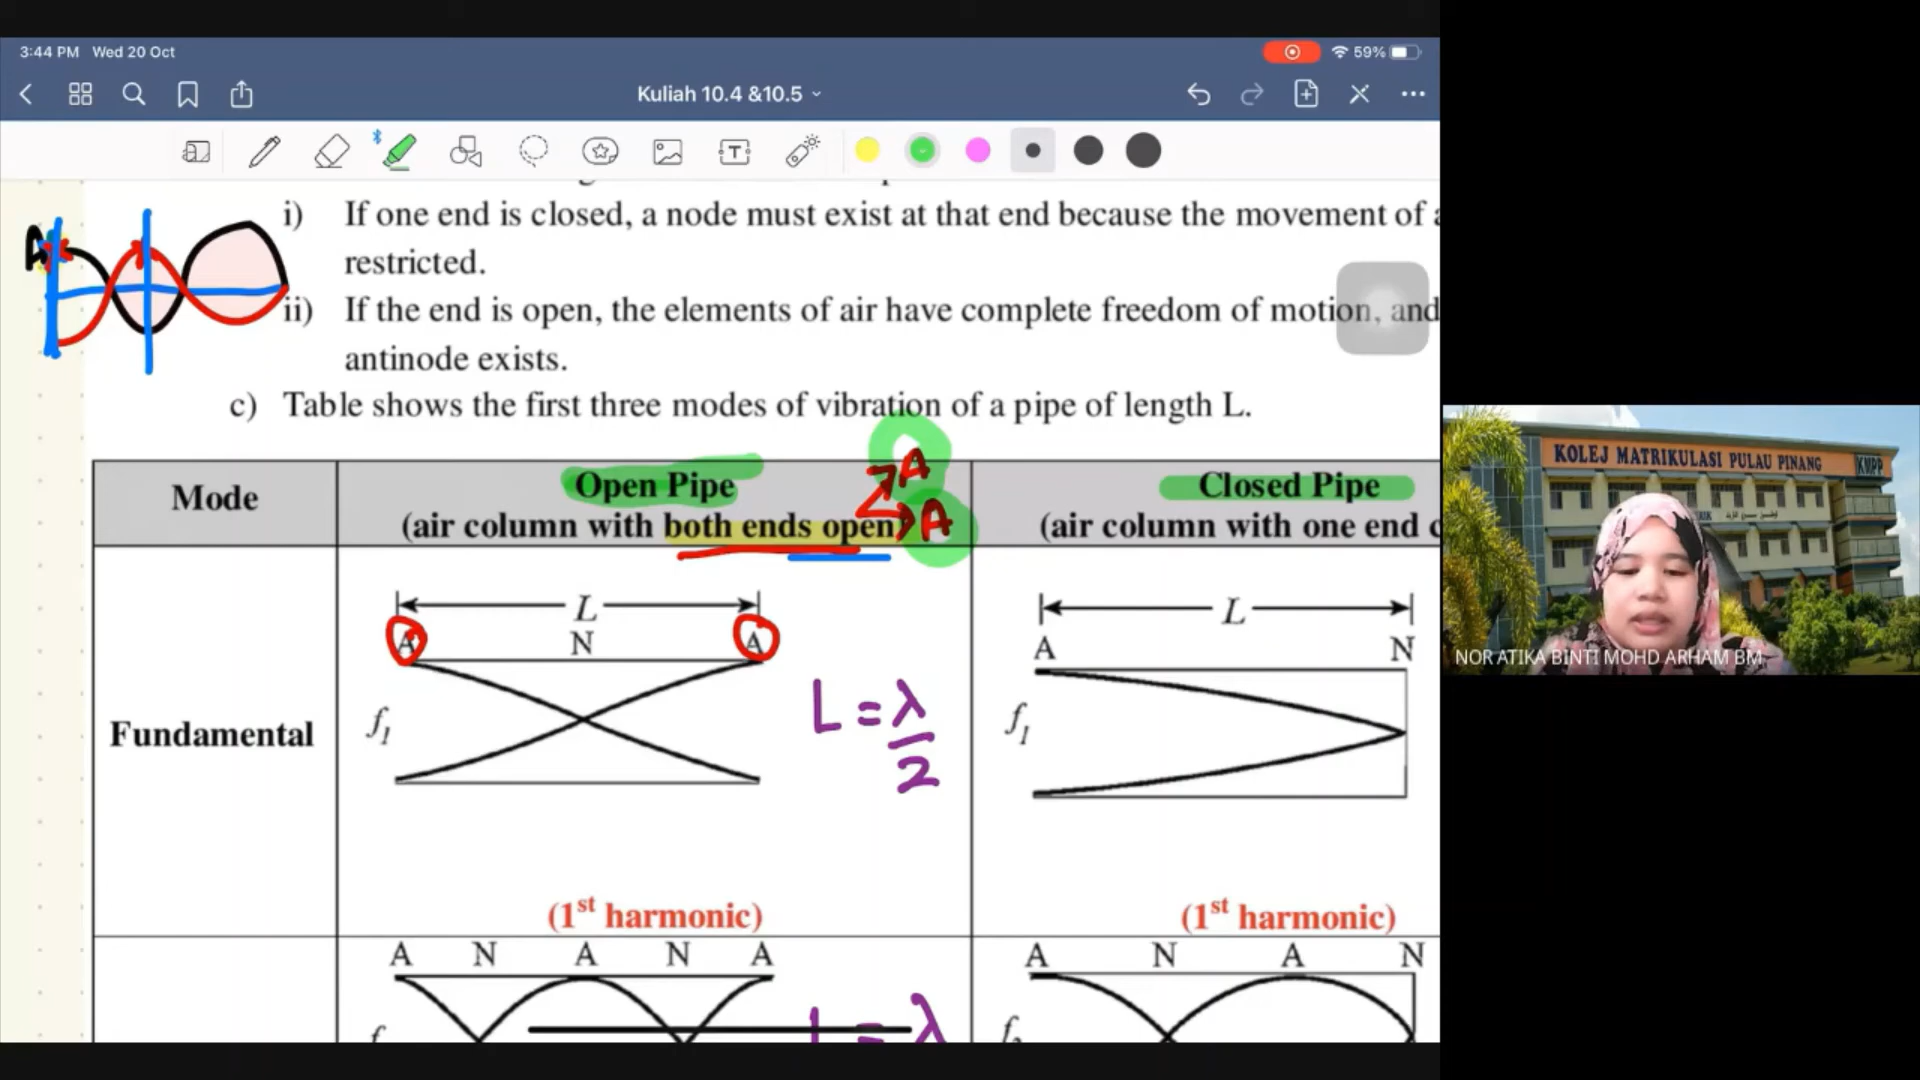 3:44 PM Wed 20 Oct
59%
Kuliah 10.4 &10.5
T
i) If one end is closed, a node must exist at that end because the movement of a
restricted.
ii) If the end is open, the elements of air have complete freedom of motion, and
antinode exists.
c) Table shows the first three modes of vibration of a pipe of length L.
A
Mode
Open Pipe
(air column with both ends open)
A
A
Closed Pipe
(air column with one end c
Fundamental
L
A N A
f1
L = λ/2
(1st harmonic)
L
A N
f1
(1st harmonic)
A N A N A
L = λ
A N A N
KOLEJ MATRIKULASI PULAU PINANG KMPP
NOR ATIKA BINTI MOHD ARHAM BM